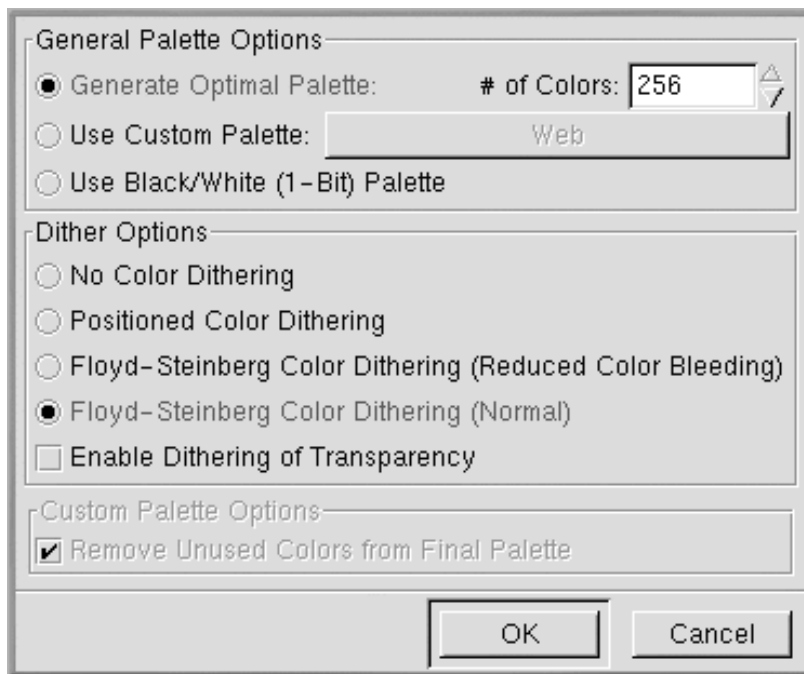 General Palette Options
Generate Optimal Palette: # of Colors: 256
Use Custom Palette: Web
Use Black/White (1-Bit) Palette
Dither Options
No Color Dithering
Positioned Color Dithering
Floyd-Steinberg Color Dithering (Reduced Color Bleeding)
Floyd-Steinberg Color Dithering (Normal)
Enable Dithering of Transparency
Custom Palette Options
Remove Unused Colors from Final Palette
OK Cancel